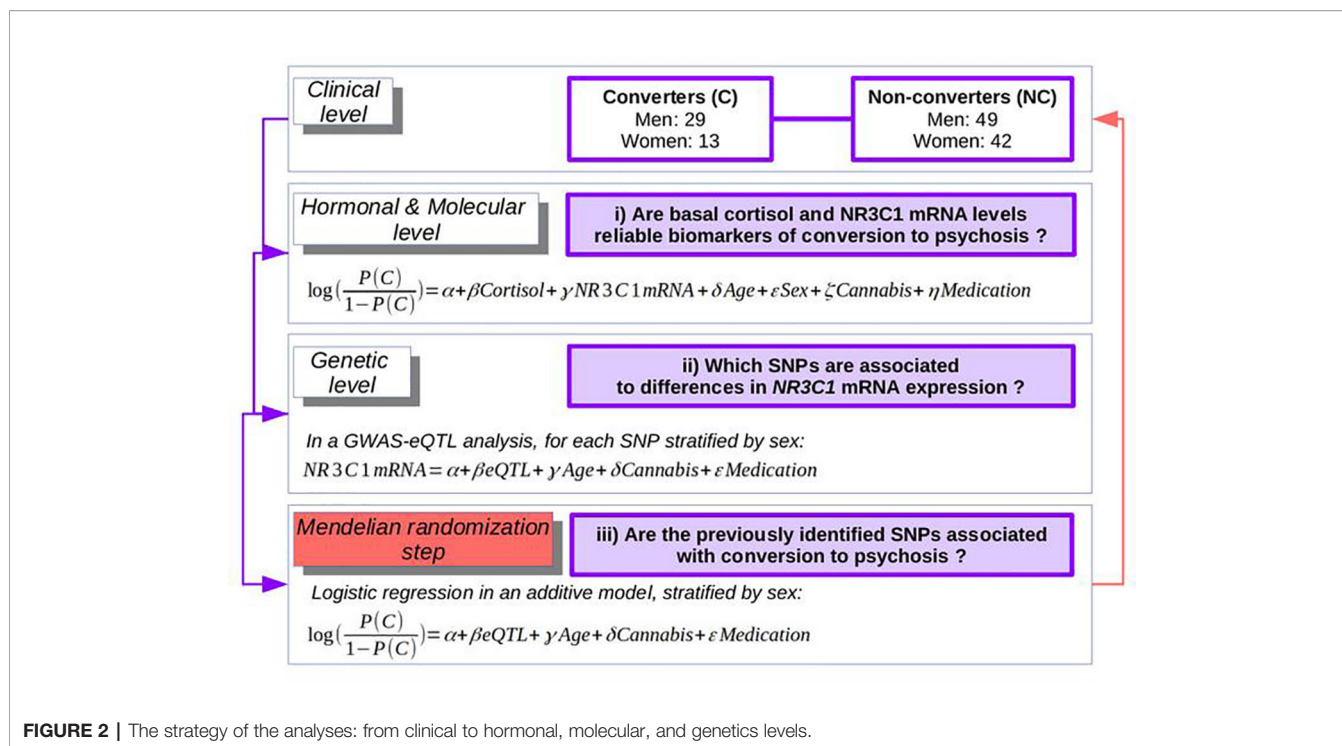 Clinical
level
Converters (C)
Men: 29
Women: 13
Non-converters (NC)
Men: 49
Women: 42
Hormonal & Molecular
level
i) Are basal cortisol and NR3C1 mRNA levels
reliable biomarkers of conversion to psychosis ?
log(P(C)/1−P(C))=α+βCortisol+γNR3C1mRNA+δAge+εSex+ζCannabis+ηMedication
Genetic
level
ii) Which SNPs are associated
to differences in NR3C1 mRNA expression ?
In a GWAS-eQTL analysis, for each SNP stratified by sex:
NR3C1mRNA=α+βeQTL+γAge+δCannabis+εMedication
Mendelian randomization
step
iii) Are the previously identified SNPs associated
with conversion to psychosis ?
Logistic regression in an additive model, stratified by sex:
log(P(C)/1−P(C))=α+βeQTL+γAge+δCannabis+εMedication
FIGURE 2 | The strategy of the analyses: from clinical to hormonal, molecular, and genetics levels.